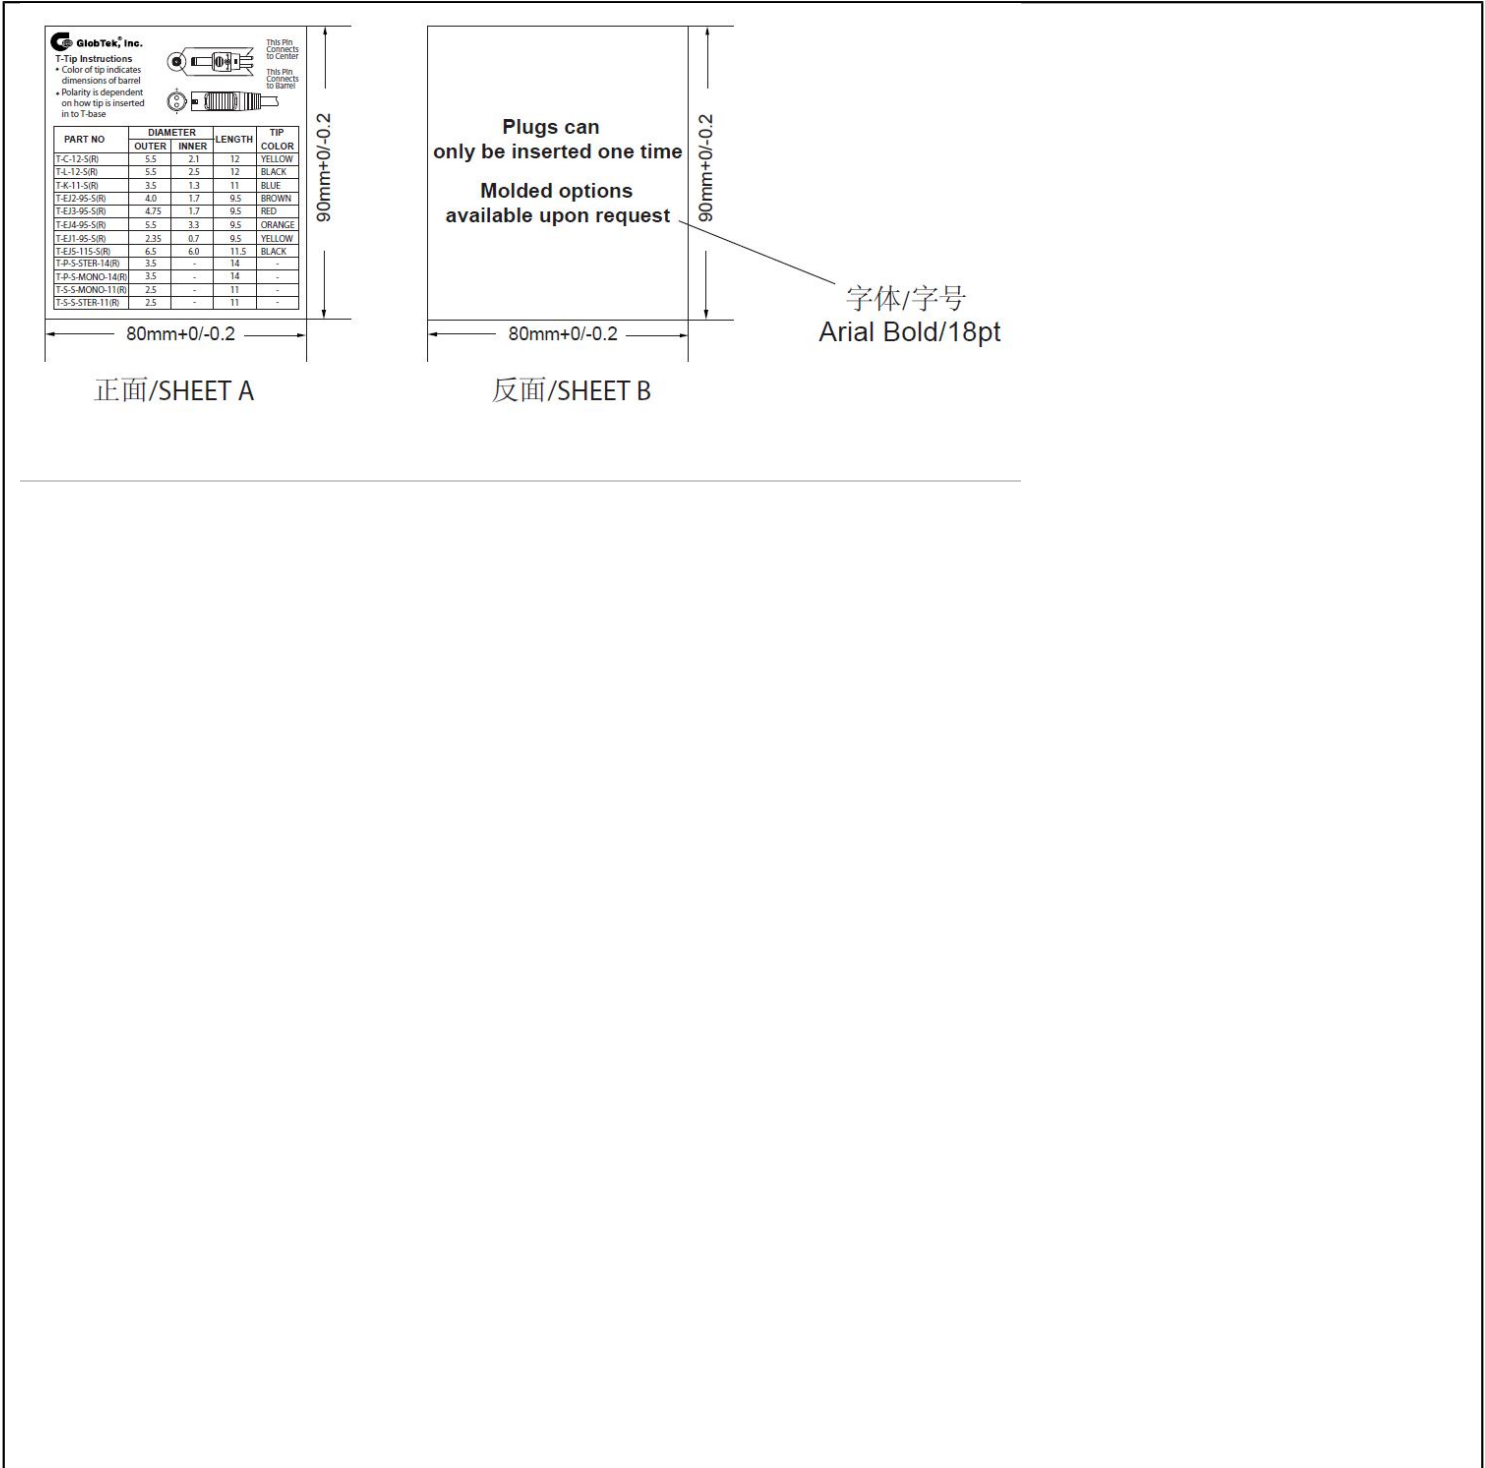 GlobTek,® Inc.
T-Tip Instructions
• Color of tip indicates
dimensions of barrel
• Polarity is dependent
on how tip is inserted
in to T-base
This Pin
Connects
to Center
This Pin
Connects
to Barrel
PART NO DIAMETER LENGTH TIP
OUTER INNER COLOR
T-C-12-S(R) 5.5 2.1 12 YELLOW
T-L-12-S(R) 5.5 2.5 12 BLACK
T-K-11-S(R) 3.5 1.3 11 BLUE
T-EJ2-95-S(R) 4.0 1.7 9.5 BROWN
T-EJ3-95-S(R) 4.75 1.7 9.5 RED
T-EJ4-95-S(R) 5.5 3.3 9.5 ORANGE
T-EJ1-95-S(R) 2.35 0.7 9.5 YELLOW
T-EJ5-115-S(R) 6.5 6.0 11.5 BLACK
T-P-S-STER-14(R) 3.5 - 14 -
T-P-S-MONO-14(R) 3.5 - 14 -
T-S-S-MONO-11(R) 2.5 - 11 -
T-S-S-STER-11(R) 2.5 - 11 -
90mm+0/-0.2
80mm+0/-0.2
正面/SHEET A
Plugs can
only be inserted one time
Molded options
available upon request
90mm+0/-0.2
80mm+0/-0.2
反面/SHEET B
字体/字号
Arial Bold/18pt